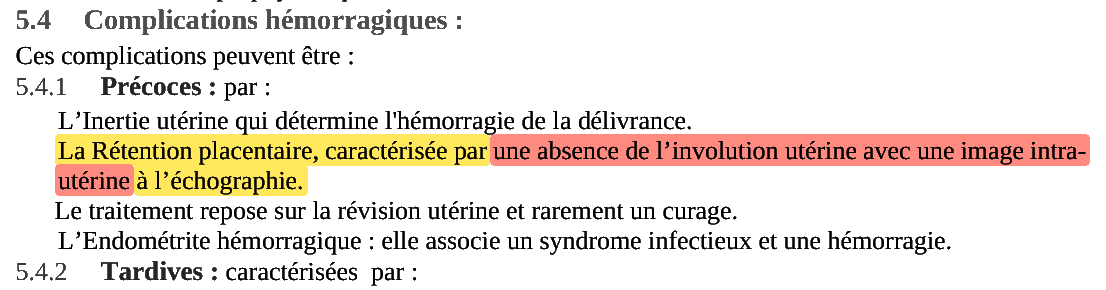 5.4 Complications hémorragiques :
Ces complications peuvent être :
5.4.1 Précoces : par :
L’Inertie utérine qui détermine l'hémorragie de la délivrance.
La Rétention placentaire, caractérisée par une absence de l’involution utérine avec une image intra-
utérine à l’échographie.
Le traitement repose sur la révision utérine et rarement un curage.
L’Endométrite hémorragique : elle associe un syndrome infectieux et une hémorragie.
5.4.2 Tardives : caractérisées par :